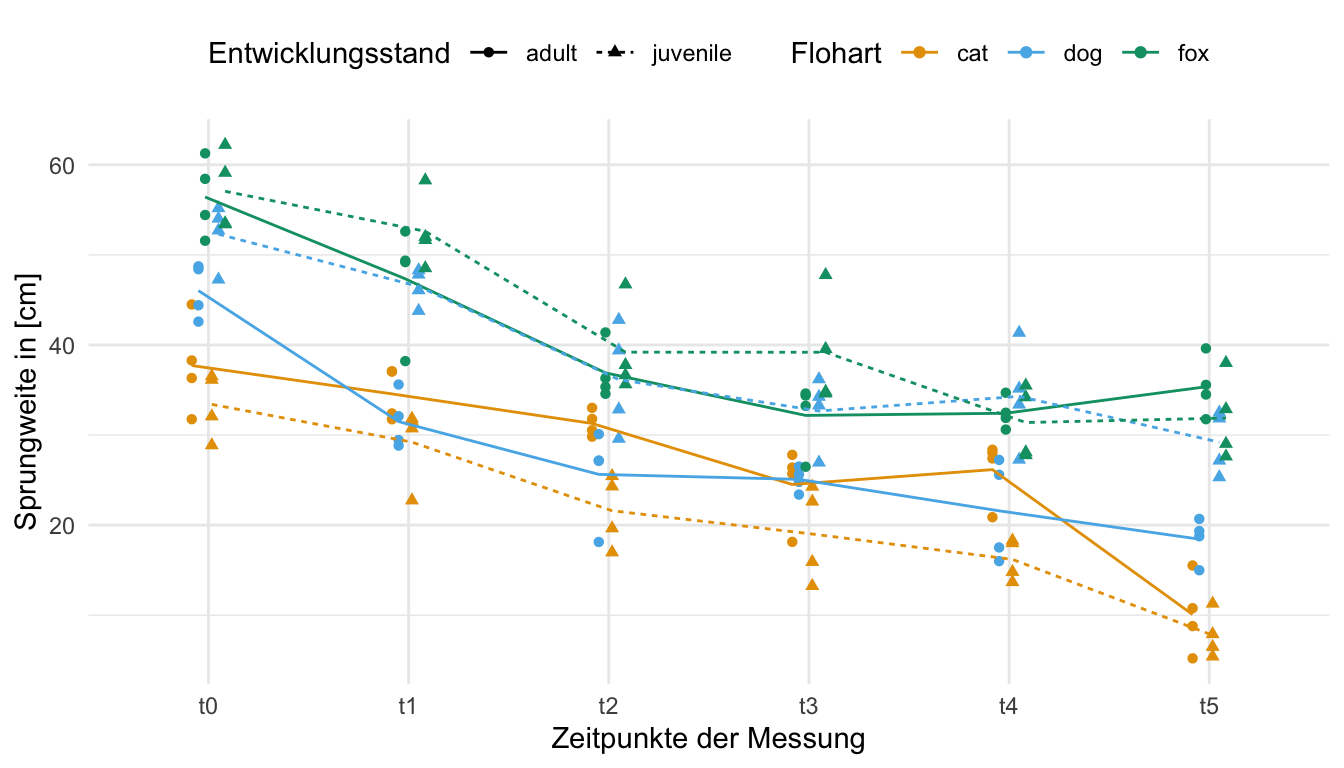 Entwicklungsstand adult juvenile Flohart cat dog fox
60
40
20
Sprungweite in [cm]
t0 t1 t2 t3 t4 t5
Zeitpunkte der Messung